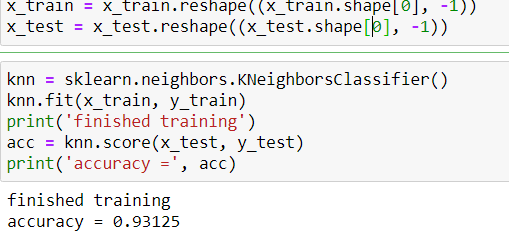 x_train = x_train.reshape((x_train.shape[0], -1))
x_test = x_test.reshape((x_test.shape[0], -1))
knn = sklearn.neighbors.KNeighborsClassifier()
knn.fit(x_train, y_train)
print('finished training')
acc = knn.score(x_test, y_test)
print('accuracy =', acc)
finished training
accuracy = 0.93125